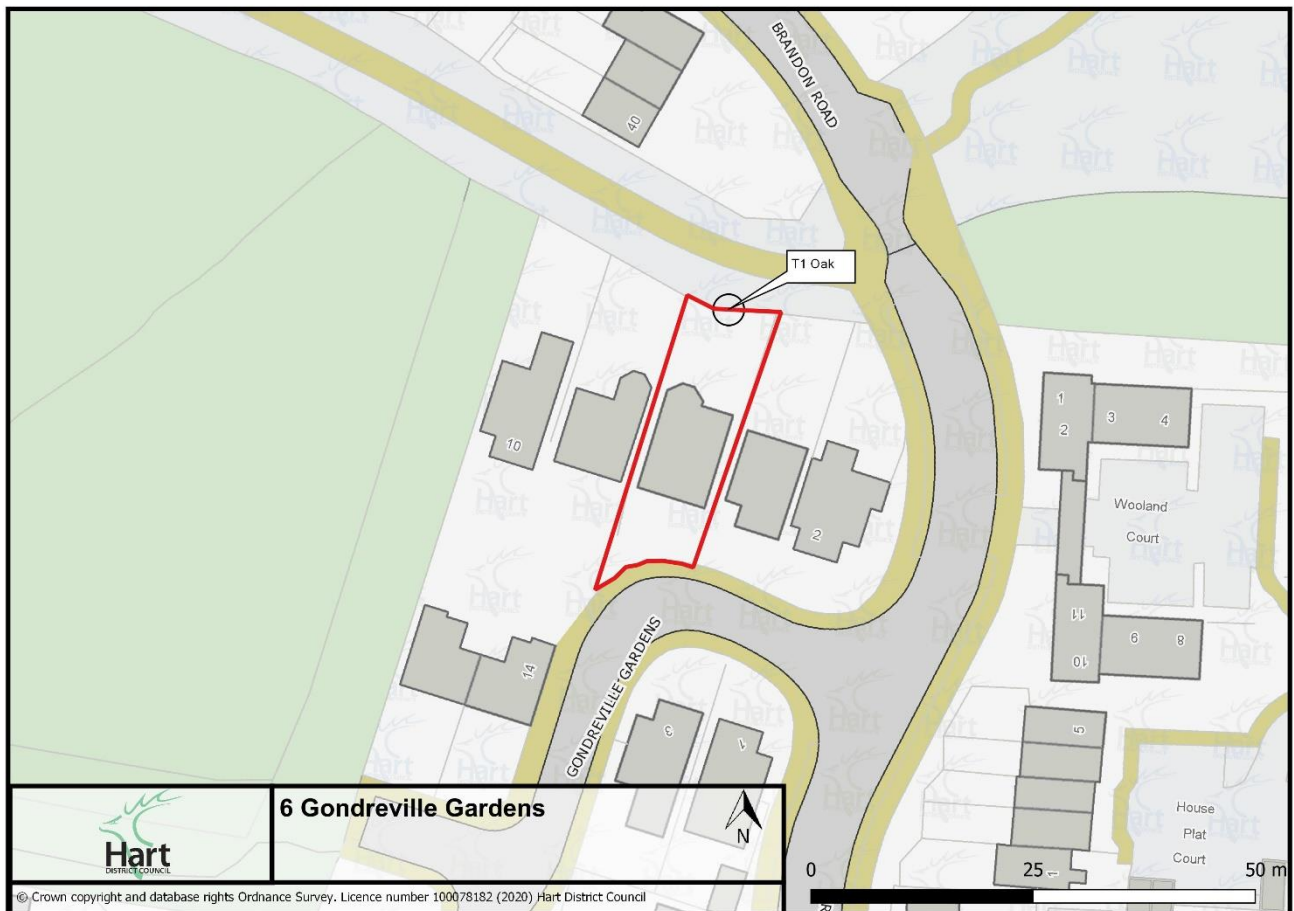 BRANDON ROAD
40
T1 Oak
10
2
1
2
3
4
Wooland
Court
11
10
9
8
14
GONDREVILLE GARDENS
3
1
5
1
House
Plat
Court
6 Gondreville Gardens
N
Hart
DISTRICT COUNCIL
0
25
50 m
© Crown copyright and database rights Ordnance Survey. Licence number 100078182 (2020) Hart District Council